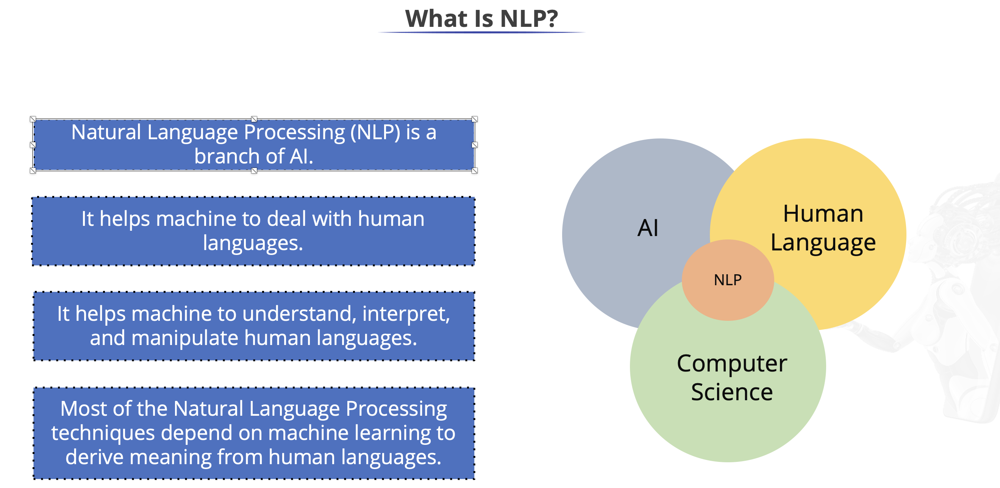 What Is NLP?
Natural Language Processing (NLP) is a
branch of AI.
It helps machine to deal with human
languages.
It helps machine to understand, interpret,
and manipulate human languages.
Most of the Natural Language Processing
techniques depend on machine learning to
derive meaning from human languages.
AI
Human
Language
NLP
Computer
Science